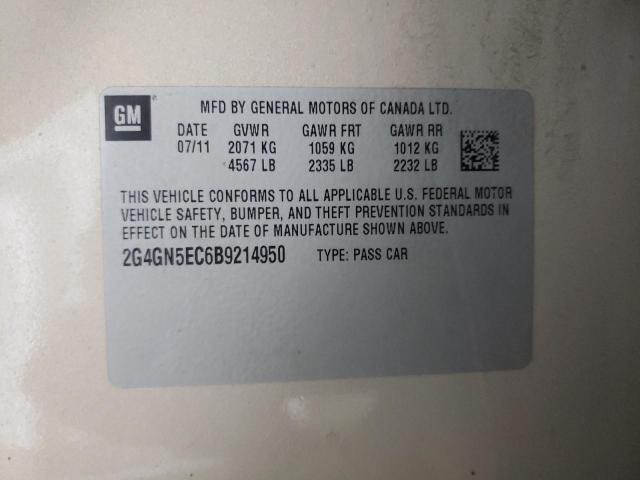 GM
MFD BY GENERAL MOTORS OF CANADA LTD.
DATE GVWR GAWR FRT GAWR RR
07/11 2071 KG 1059 KG 1012 KG
4567 LB 2335 LB 2232 LB
THIS VEHICLE CONFORMS TO ALL APPLICABLE U.S. FEDERAL MOTOR
VEHICLE SAFETY, BUMPER, AND THEFT PREVENTION STANDARDS IN
EFFECT ON THE DATE OF MANUFACTURE SHOWN ABOVE.
2G4GN5EC6B9214950 TYPE: PASS CAR